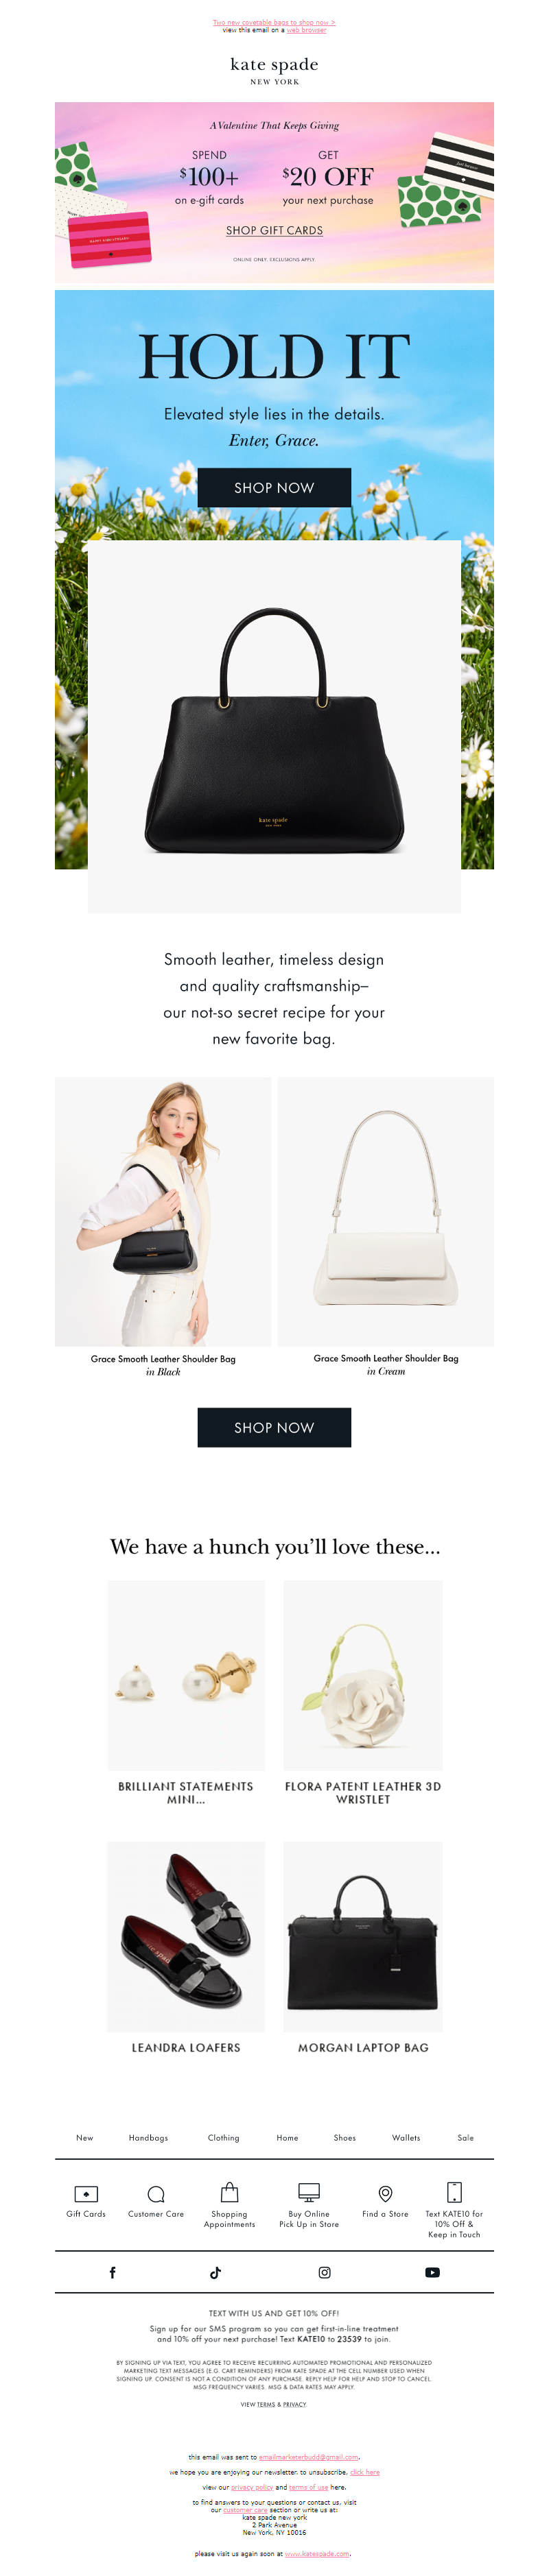 Two new covetable bags to shop now >
view this email on a web browser
kate spade
NEW YORK
A Valentine That Keeps Giving
SPEND
$100+
on e-gift cards
GET
$20 OFF
your next purchase
SHOP GIFT CARDS
ONLINE ONLY. EXCLUSIONS APPLY.
HOLD IT
Elevated style lies in the details.
Enter, Grace.
SHOP NOW
kate spade
NEW YORK
Smooth leather, timeless design
and quality craftsmanship–
our not-so secret recipe for your
new favorite bag.
Grace Smooth Leather Shoulder Bag
in Black
Grace Smooth Leather Shoulder Bag
in Cream
SHOP NOW
We have a hunch you’ll love these...
BRILLIANT STATEMENTS
MINI...
FLORA PATENT LEATHER 3D
WRISTLET
LEANDRA LOAFERS
MORGAN LAPTOP BAG
New Handbags Clothing Home Shoes Wallets Sale
Gift Cards
Customer Care
Shopping
Appointments
Buy Online
Pick Up in Store
Find a Store
Text KATE10 for
10% Off &
Keep in Touch
TEXT WITH US AND GET 10% OFF!
Sign up for our SMS program so you can get first-in-line treatment
and 10% off your next purchase! Text KATE10 to 23539 to join.
BY SIGNING UP VIA TEXT, YOU AGREE TO RECEIVE RECURRING AUTOMATED PROMOTIONAL AND PERSONALIZED
MARKETING TEXT MESSAGES (E.G. CART REMINDERS) FROM KATE SPADE AT THE CELL NUMBER USED WHEN
SIGNING UP. CONSENT IS NOT A CONDITION OF ANY PURCHASE. REPLY HELP FOR HELP AND STOP TO CANCEL.
MSG FREQUENCY VARIES. MSG & DATA RATES MAY APPLY.
VIEW TERMS & PRIVACY.
this email was sent to emailmarketerbudd@gmail.com.
we hope you are enjoying our newsletter. to unsubscribe, click here
view our privacy policy and terms of use here.
to find answers to your questions or contact us, visit
our customer care section or write us at:
kate spade new york
2 Park Avenue
New York, NY 10016
please visit us again soon at www.katespade.com.